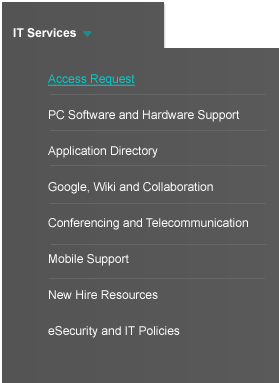 IT Services
Access Request
PC Software and Hardware Support
Application Directory
Google, Wiki and Collaboration
Conferencing and Telecommunication
Mobile Support
New Hire Resources
eSecurity and IT Policies